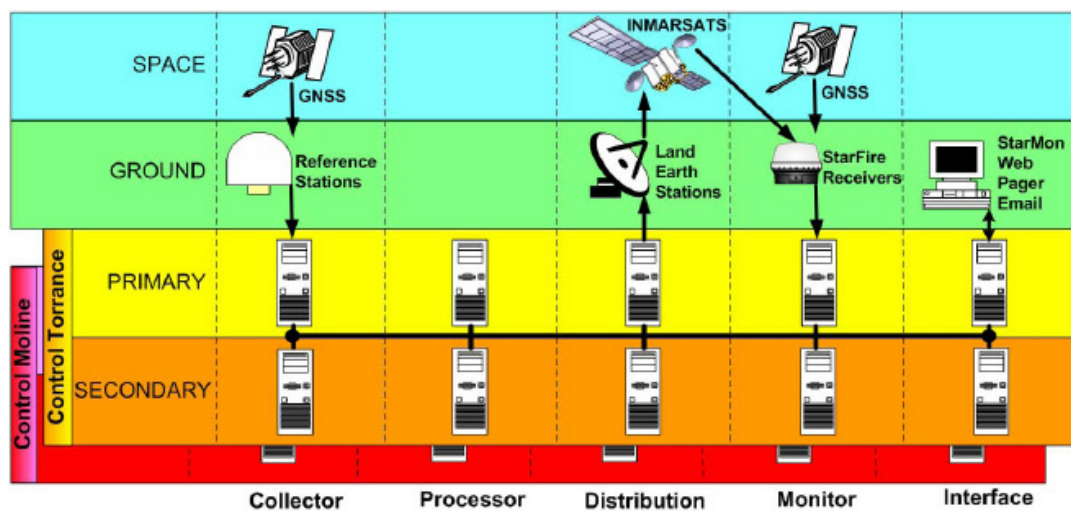 SPACE
GNSS
INMARSATS
GNSS
GROUND
Reference
Stations
Land
Earth
Stations
StarFire
Receivers
StarMon
Web
Pager
Email
PRIMARY
SECONDARY
Control Moline
Control Torrance
Collector
Processor
Distribution
Monitor
Interface